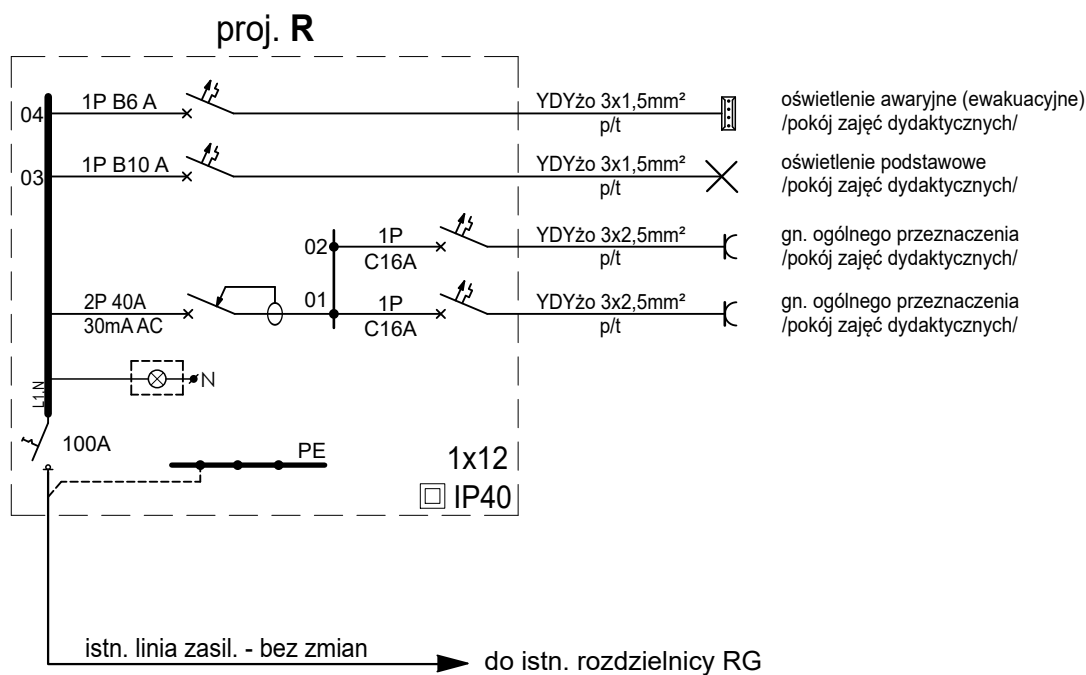 proj. R
04
1P B6 A
YDYżo 3x1,5mm²
p/t
oświetlenie awaryjne (ewakuacyjne)
/pokój zajęć dydaktycznych/
03
1P B10 A
YDYżo 3x1,5mm²
p/t
oświetlenie podstawowe
/pokój zajęć dydaktycznych/
02
1P
C16A
YDYżo 3x2,5mm²
p/t
gn. ogólnego przeznaczenia
/pokój zajęć dydaktycznych/
2P 40A
30mA AC
01
1P
C16A
YDYżo 3x2,5mm²
p/t
gn. ogólnego przeznaczenia
/pokój zajęć dydaktycznych/
N
L1,N
100A
PE
1x12
IP40
istn. linia zasil. - bez zmian
do istn. rozdzielnicy RG